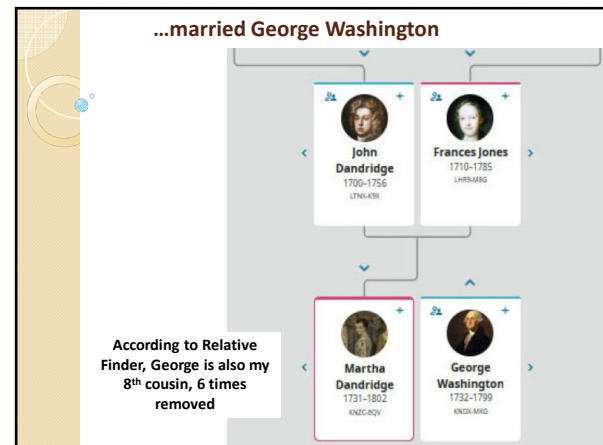 …married George Washington
John
Dandridge
1700–1756
LTNX-K9X
Frances Jones
1710–1785
LHR9-M8G
According to Relative
Finder, George is also my
8th cousin, 6 times
removed
Martha
Dandridge
1731–1802
KNZC-6QV
George
Washington
1732–1799
KNDX-MKG